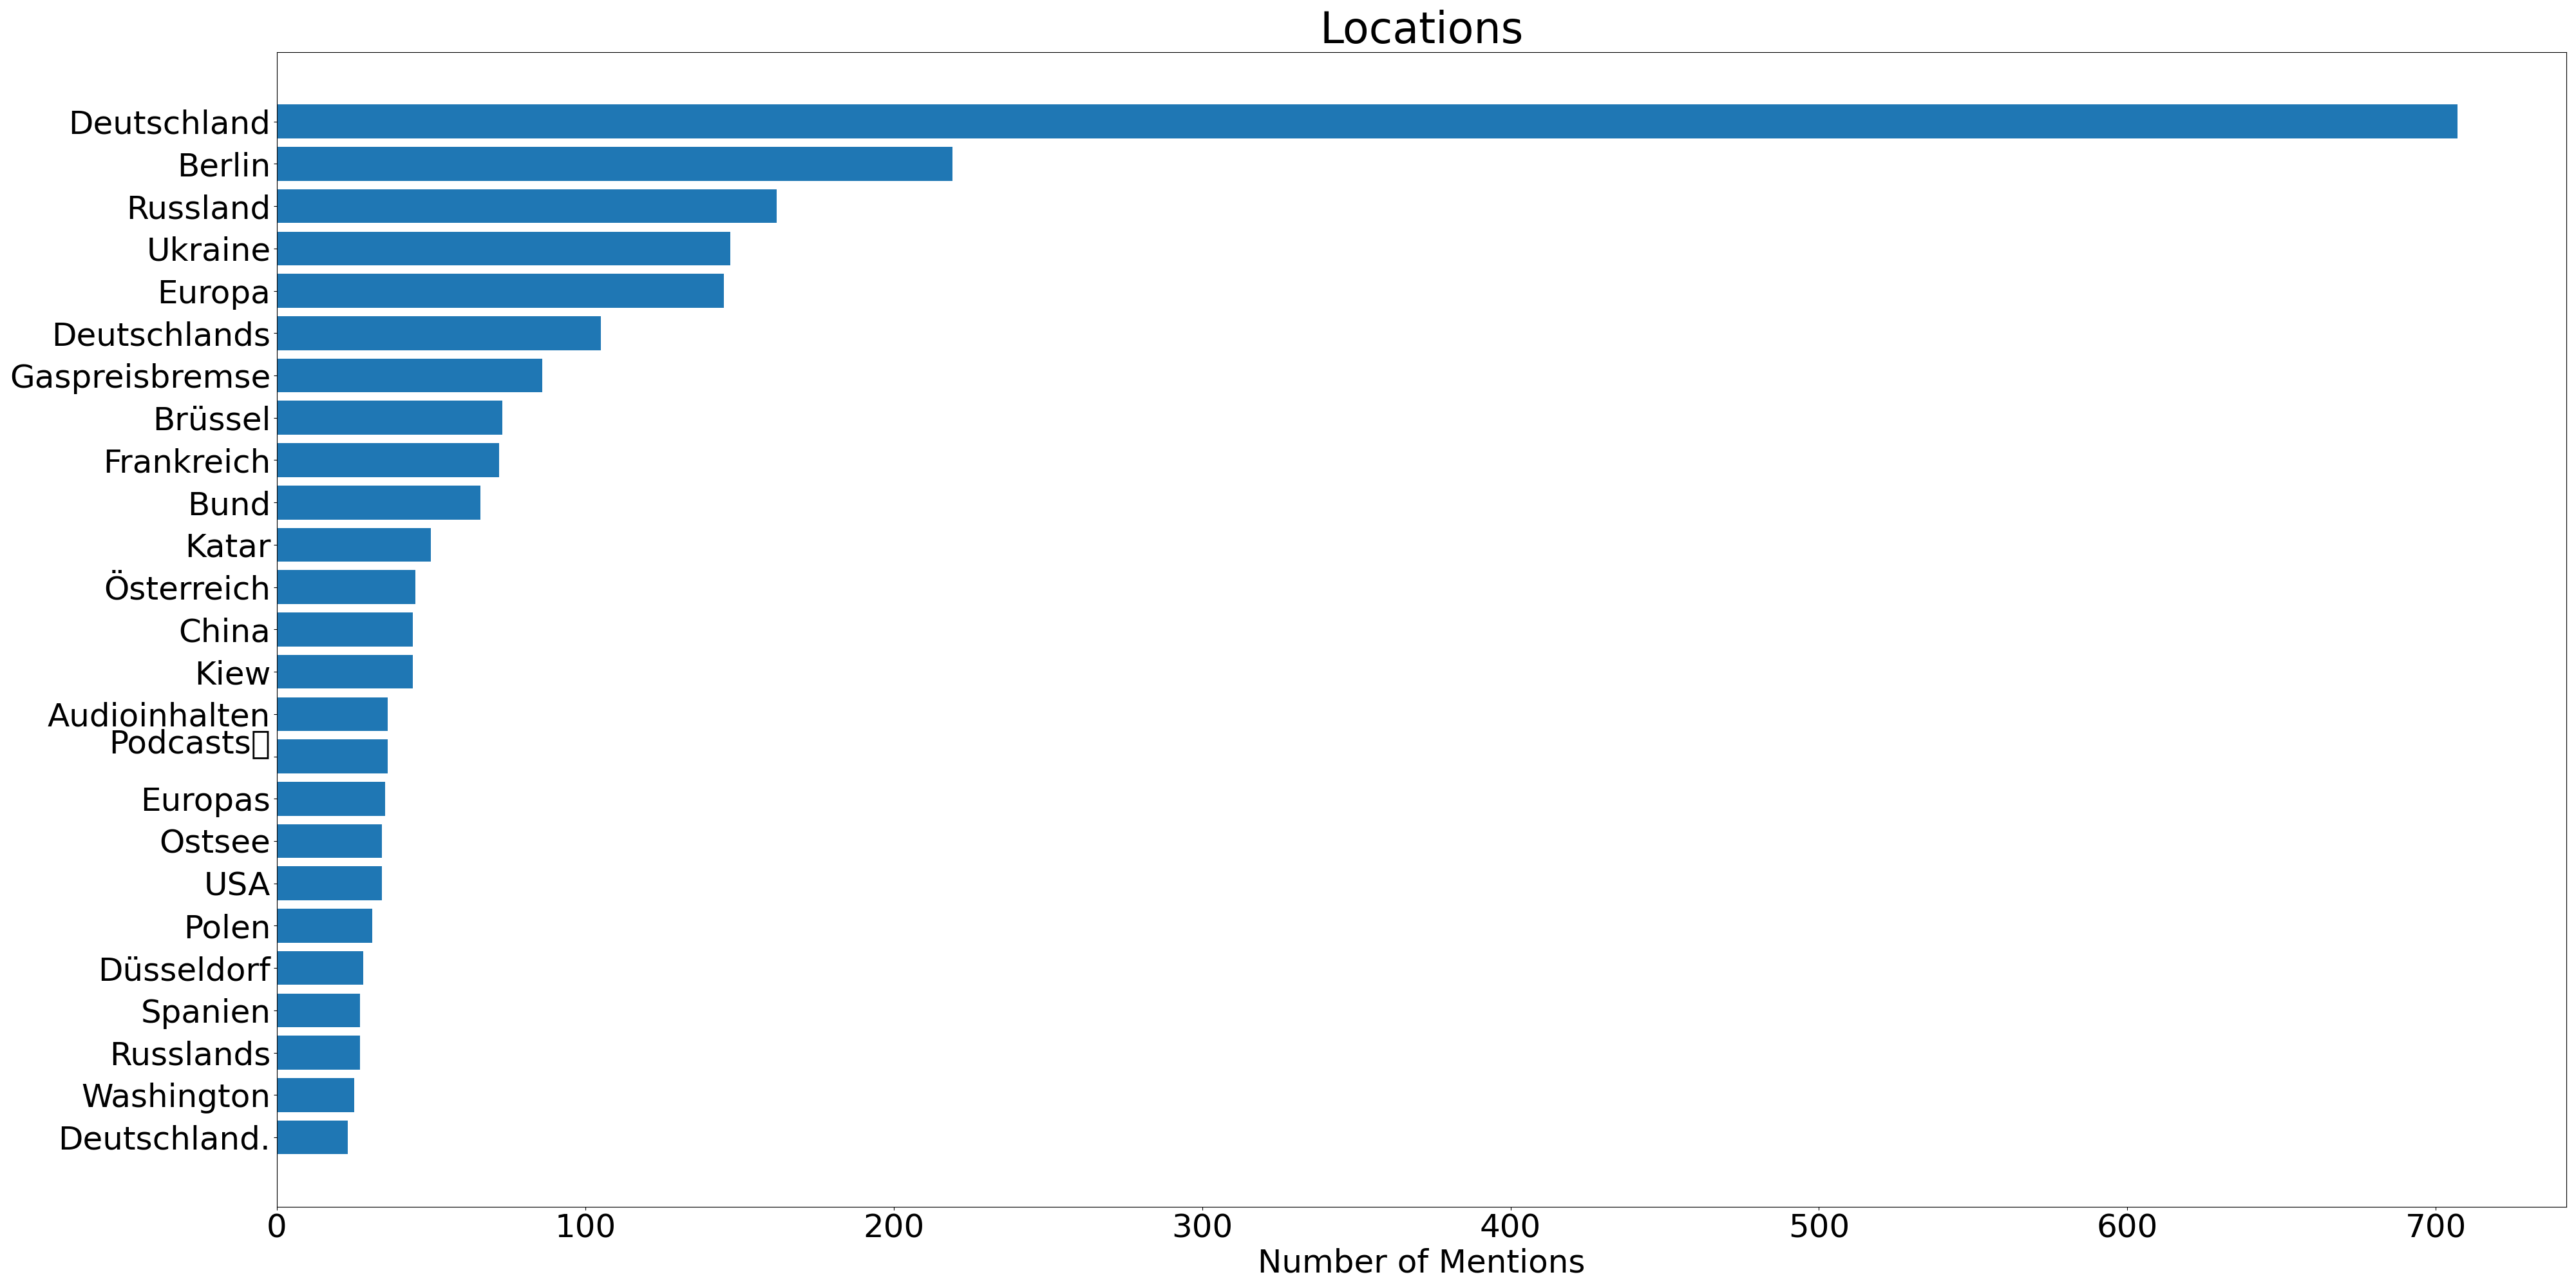 Locations
Deutschland
Berlin
Russland
Ukraine
Europa
Deutschlands
Gaspreisbremse
Brüssel
Frankreich
Bund
Katar
Österreich
China
Kiew
Audioinhalten
Podcasts▯
Europas
Ostsee
USA
Polen
Düsseldorf
Spanien
Russlands
Washington
Deutschland.
0 100 200 300 400 500 600 700
Number of Mentions